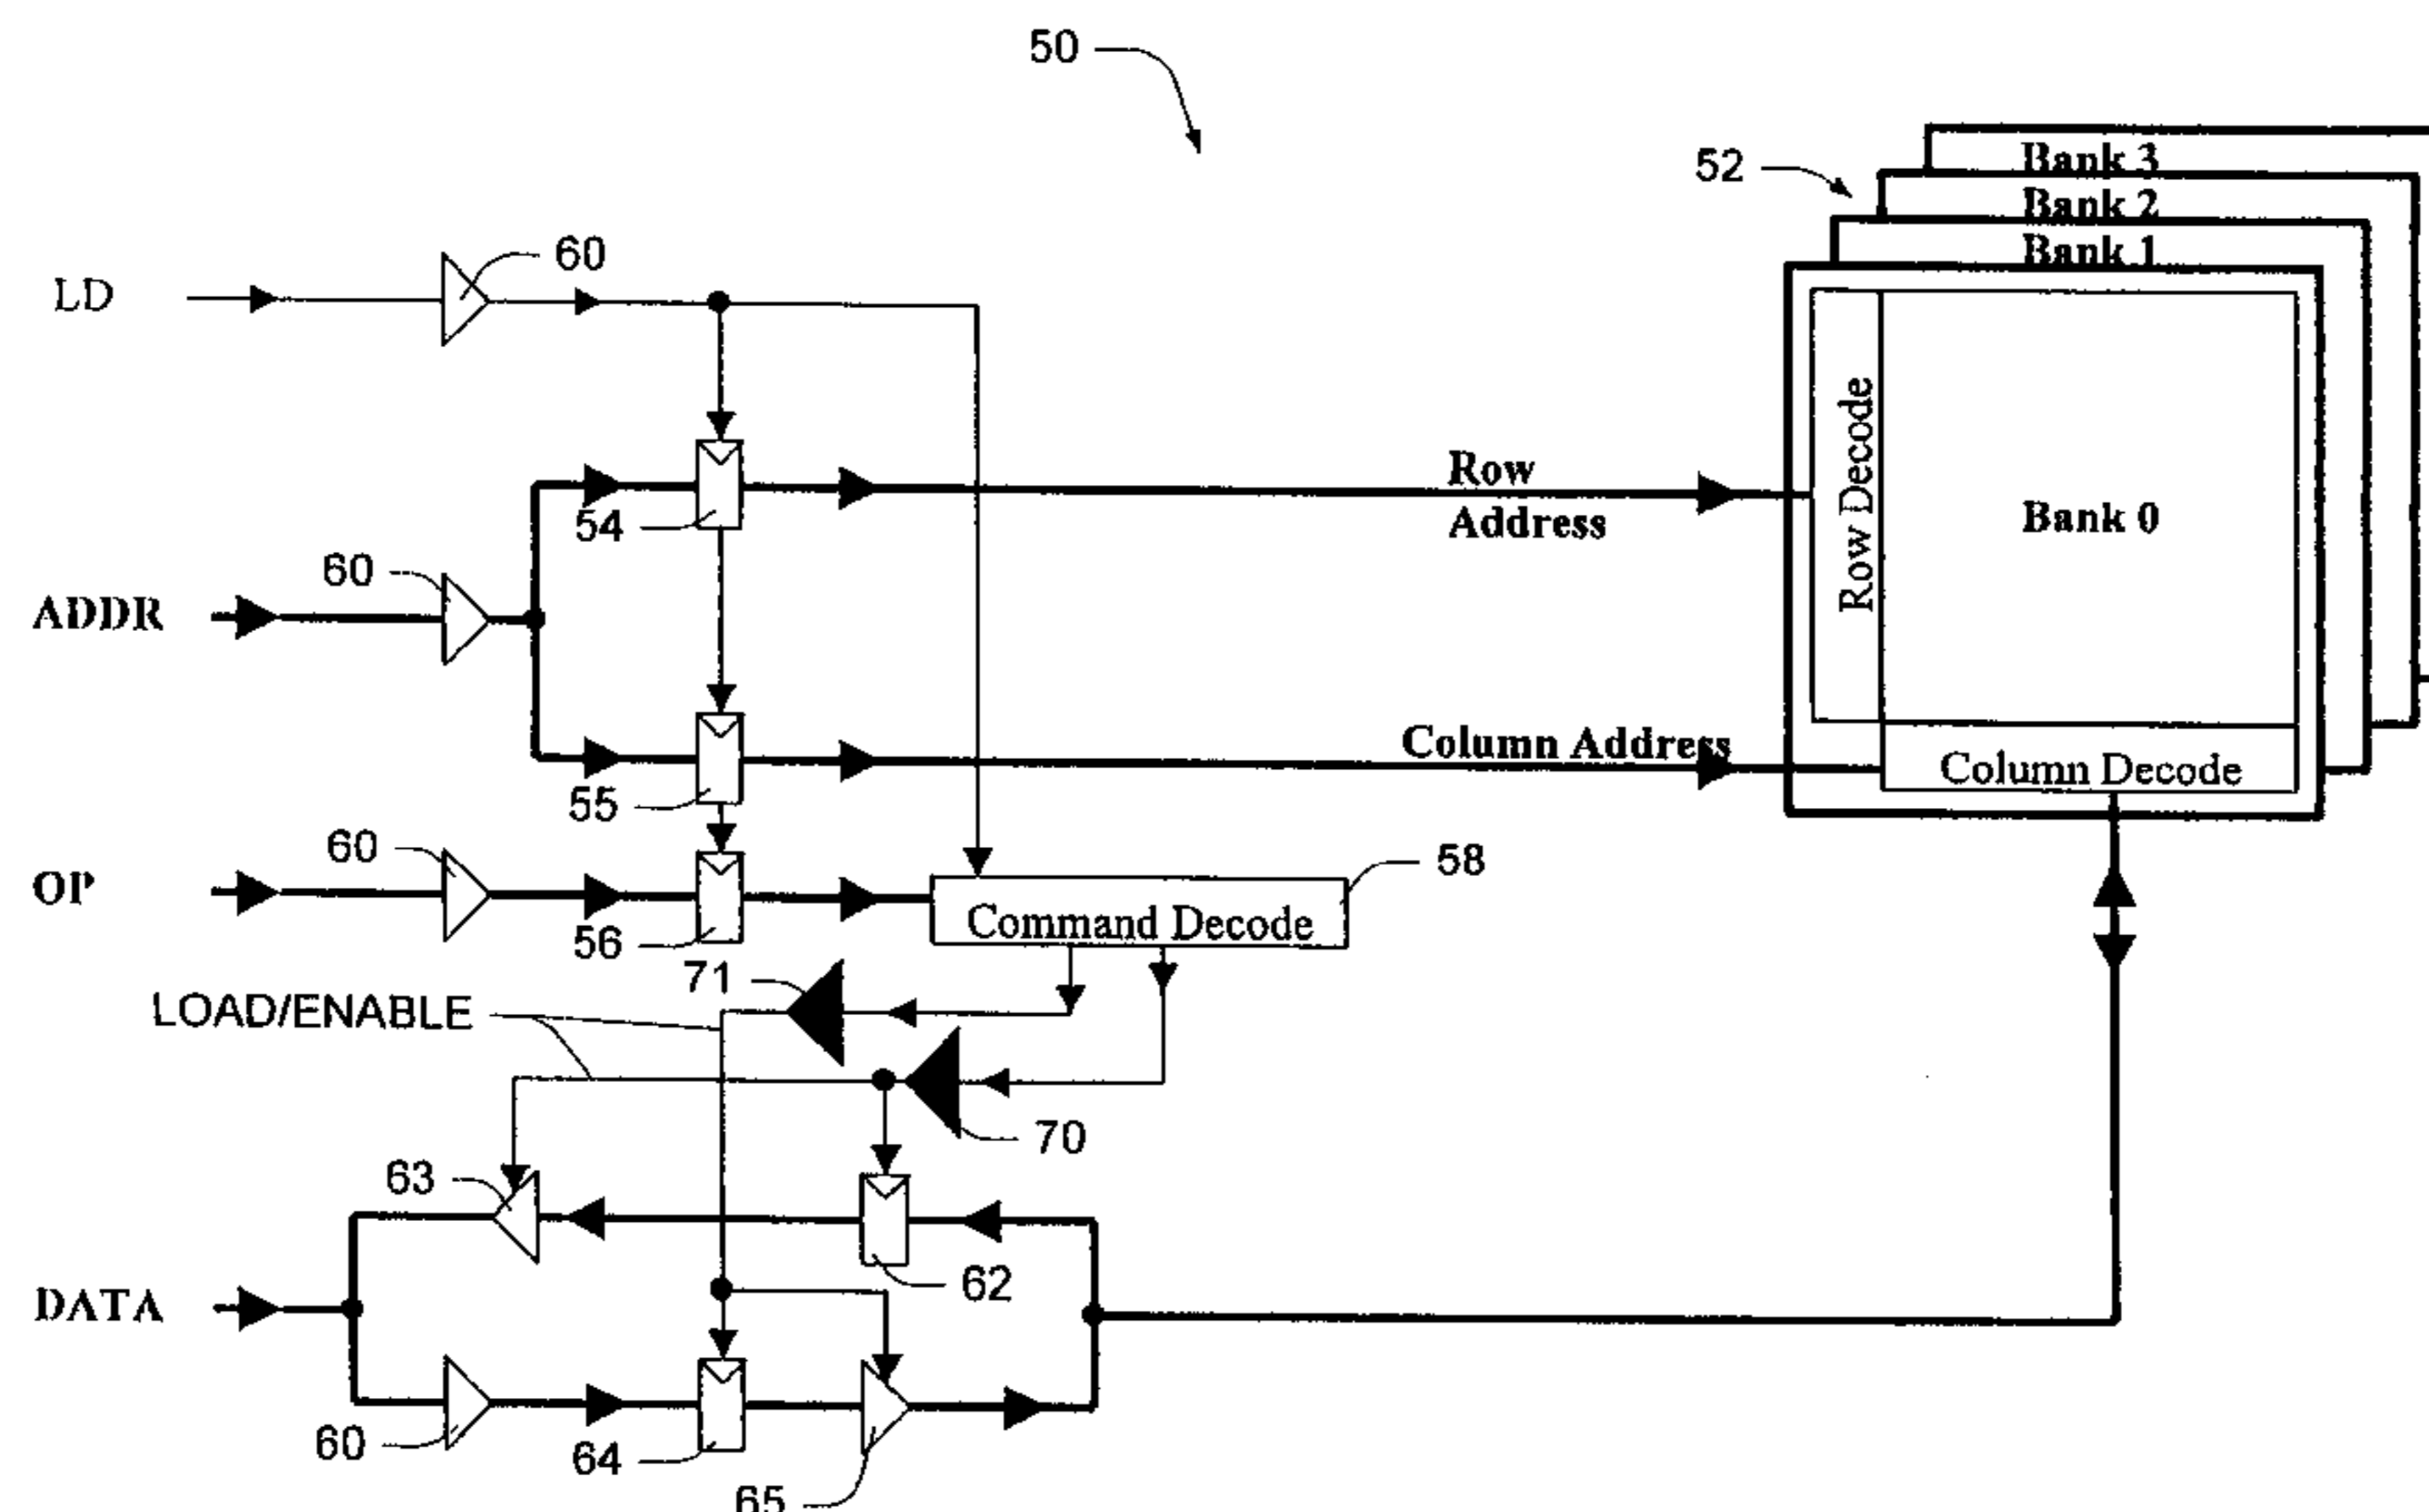 50
52
Bank 3
Bank 2
Bank 1
60
LD
Row Decode
Bank 0
Row
Address
54
60
ADDR
Column Address
Column Decode
55
60
OP
58
Command Decode
56
71
LOAD/ENABLE
70
63
62
DATA
60
64
65